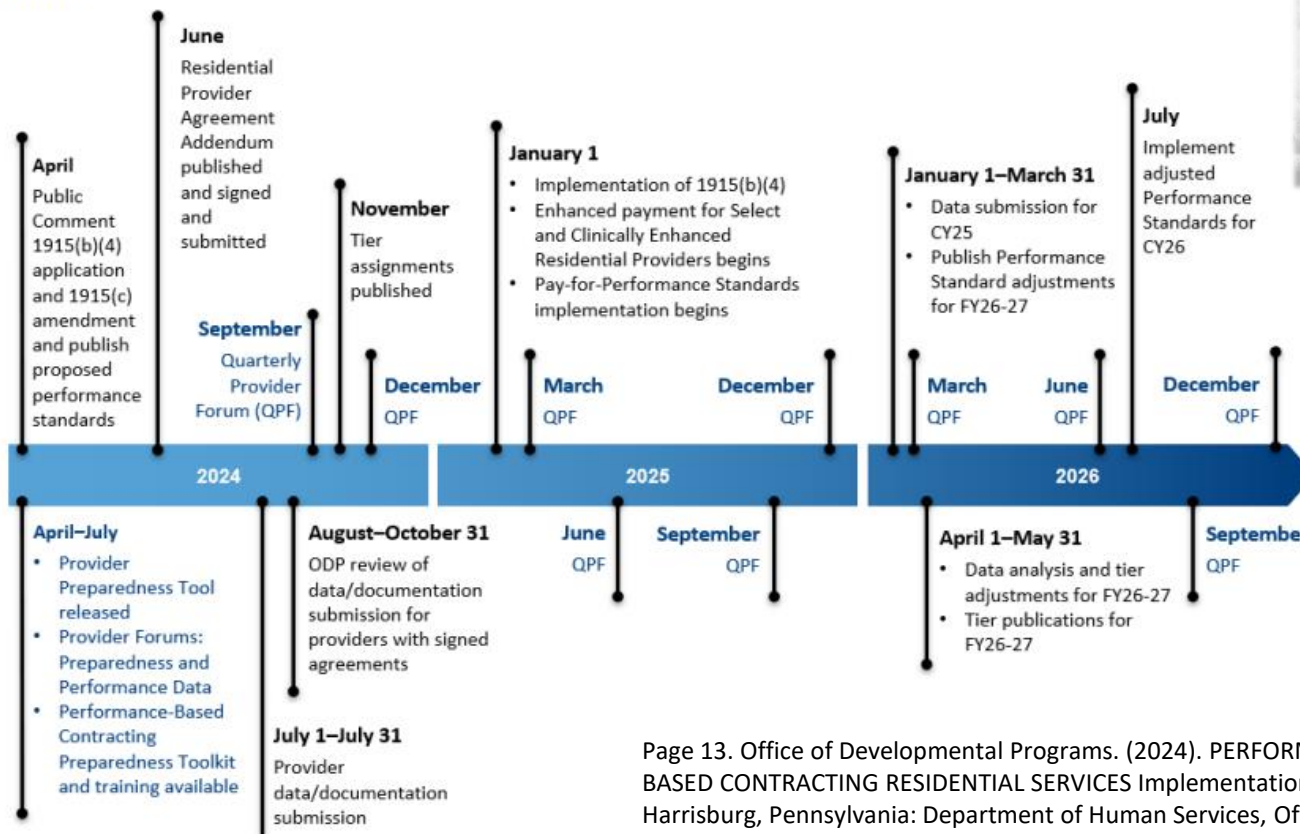 June
Residential
Provider
Agreement
Addendum
published
and signed
and
submitted
April
Public
Comment
1915(b)(4)
application
and 1915(c)
amendment
and publish
proposed
performance
standards
September
Quarterly
Provider
Forum (QPF)
November
Tier
assignments
published
December
QPF
January 1
• Implementation of 1915(b)(4)
• Enhanced payment for Select
and Clinically Enhanced
Residential Providers begins
• Pay-for-Performance Standards
implementation begins
March
QPF
December
QPF
January 1–March 31
• Data submission for
CY25
• Publish Performance
Standard adjustments
for FY26-27
March
QPF
June
QPF
July
Implement
adjusted
Performance
Standards for
CY26
December
QPF
2024
2025
2026
April–July
• Provider
Preparedness Tool
released
• Provider Forums:
Preparedness and
Performance Data
• Performance-Based
Contracting
Preparedness Toolkit
and training available
July 1–July 31
Provider
data/documentation
submission
August–October 31
ODP review of
data/documentation
submission for
providers with signed
agreements
June
QPF
September
QPF
April 1–May 31
• Data analysis and tier
adjustments for FY26-27
• Tier publications for
FY26-27
Septembe
QPF
Page 13. Office of Developmental Programs. (2024). PERFORM
BASED CONTRACTING RESIDENTIAL SERVICES Implementation
Harrisburg, Pennsylvania: Department of Human Services, Of